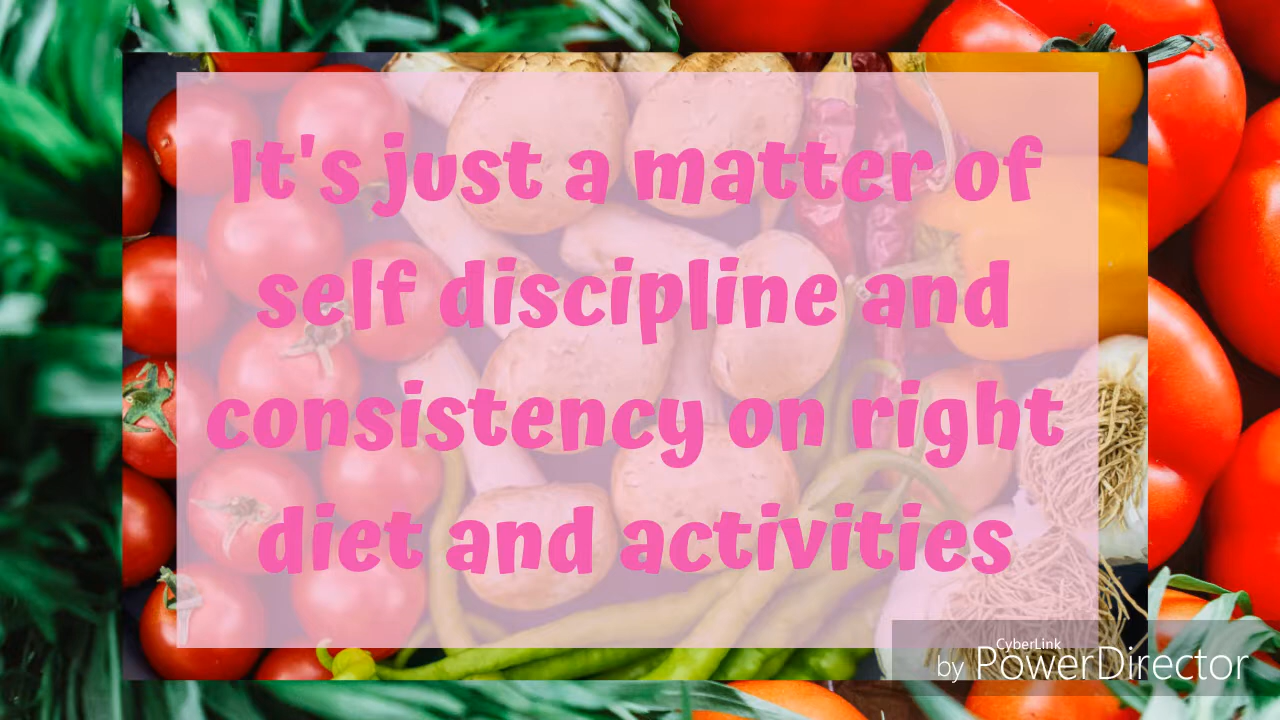 It's just a matter of
self discipline and
consistency on right
diet and activities
CyberLink
by PowerDirector